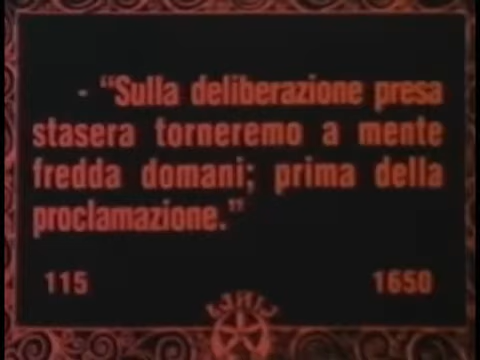 - “Sulla deliberazione presa
stasera torneremo a mente
fredda domani; prima della
proclamazione.”
115 1650